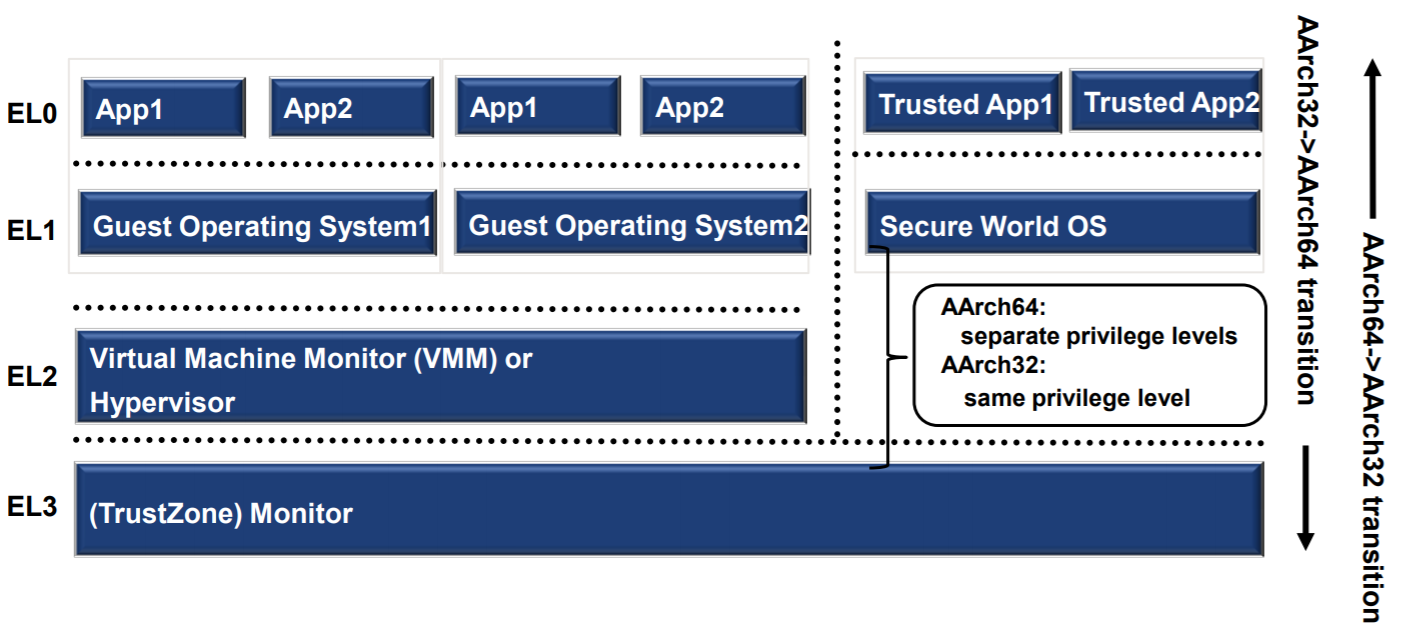 EL0
App1
App2
App1
App2
Trusted App1
Trusted App2
EL1
Guest Operating System1
Guest Operating System2
Secure World OS
AArch64:
separate privilege levels
AArch32:
same privilege level
EL2
Virtual Machine Monitor (VMM) or
Hypervisor
EL3
(TrustZone) Monitor
AArch32->AArch64 transition
AArch64->AArch32 transition